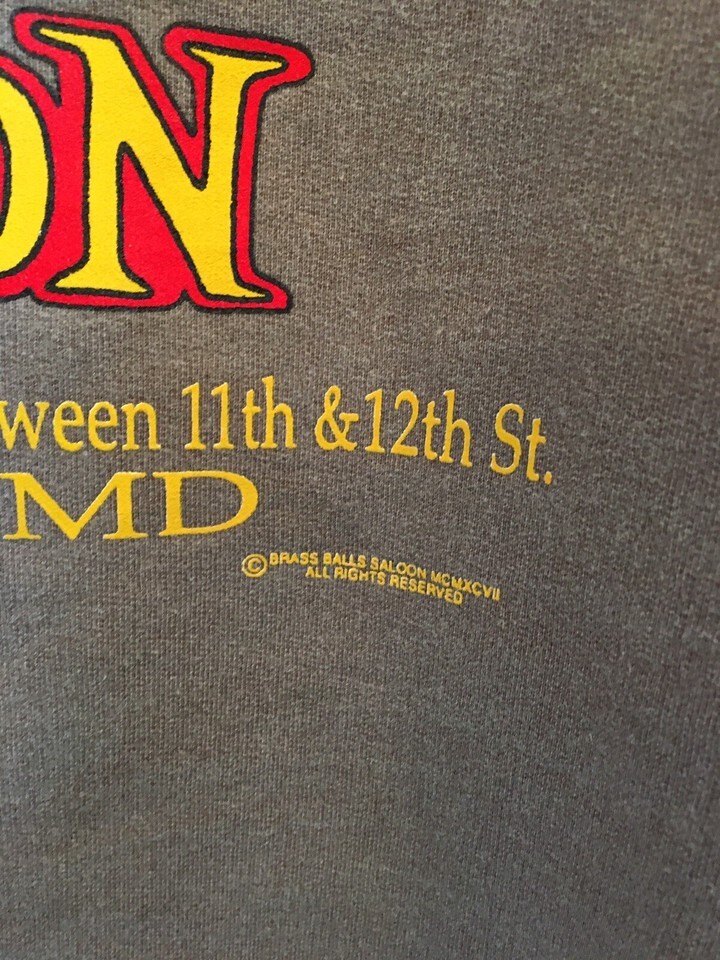 ON
ween 11th &12th St.
MD
© BRASS BALLS SALOON MCMXCVII
ALL RIGHTS RESERVED